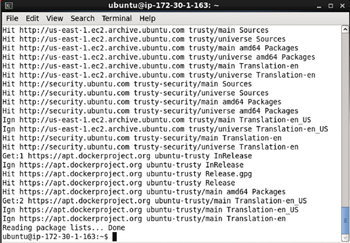 ubuntu@ip-172-30-1-163: ~
File Edit View Search Terminal Help
Hit http://us-east-1.ec2.archive.ubuntu.com trusty/main Sources
Hit http://us-east-1.ec2.archive.ubuntu.com trusty/universe Sources
Hit http://us-east-1.ec2.archive.ubuntu.com trusty/main amd64 Packages
Hit http://us-east-1.ec2.archive.ubuntu.com trusty/universe amd64 Packages
Hit http://us-east-1.ec2.archive.ubuntu.com trusty/main Translation-en
Hit http://us-east-1.ec2.archive.ubuntu.com trusty/universe Translation-en
Hit http://security.ubuntu.com trusty-security/main Sources
Hit http://security.ubuntu.com trusty-security/universe Sources
Hit http://security.ubuntu.com trusty-security/main amd64 Packages
Hit http://security.ubuntu.com trusty-security/universe amd64 Packages
Ign http://us-east-1.ec2.archive.ubuntu.com trusty/main Translation-en_US
Ign http://us-east-1.ec2.archive.ubuntu.com trusty/universe Translation-en_US
Hit http://security.ubuntu.com trusty-security/main Translation-en
Hit http://security.ubuntu.com trusty-security/universe Translation-en
Get:1 https://apt.dockerproject.org ubuntu-trusty InRelease
Ign https://apt.dockerproject.org ubuntu-trusty InRelease
Hit https://apt.dockerproject.org ubuntu-trusty Release.gpg
Hit https://apt.dockerproject.org ubuntu-trusty Release
Hit https://apt.dockerproject.org ubuntu-trusty/main amd64 Packages
Get:2 https://apt.dockerproject.org ubuntu-trusty/main Translation-en_US
Ign https://apt.dockerproject.org ubuntu-trusty/main Translation-en_US
Ign https://apt.dockerproject.org ubuntu-trusty/main Translation-en
Reading package lists... Done
ubuntu@ip-172-30-1-163:~$